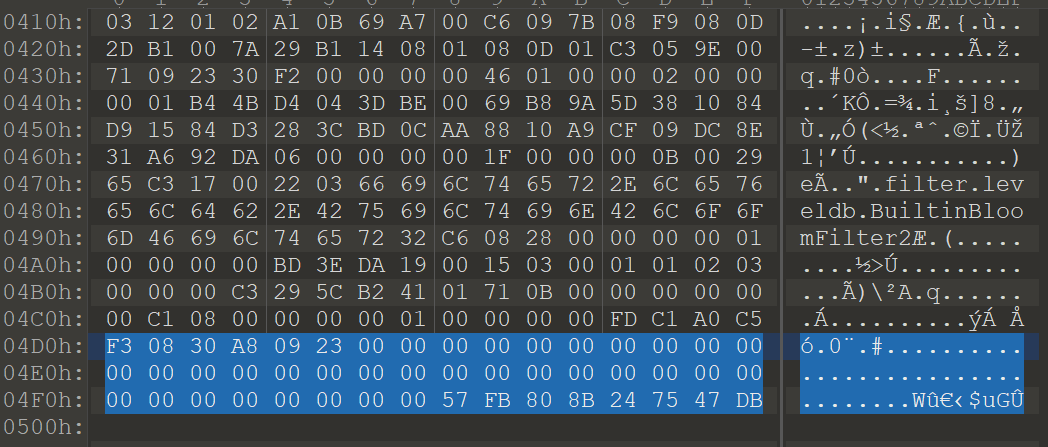 0410h: 03 12 01 02 A1 0B 69 A7 00 C6 09 7B 08 F9 08 0D ....¡.i§.Æ.{.ù..
0420h: 2D B1 00 7A 29 B1 14 08 01 08 0D 01 C3 05 9E 00 -±.z)±......Ã.ž.
0430h: 71 09 23 30 F2 00 00 00 00 46 01 00 00 02 00 00 q.#0ò....F......
0440h: 00 01 B4 4B D4 04 3D BE 00 69 B8 9A 5D 38 10 84 ..´KÔ.=¾.i¸š]8.„
0450h: D9 15 84 D3 28 3C BD 0C AA 88 10 A9 CF 09 DC 8E Ù.„Ó(<½.ªˆ.©Ï.ÜŽ
0460h: 31 A6 92 DA 06 00 00 00 00 1F 00 00 00 0B 00 29 1¦’Ú...........)
0470h: 65 C3 17 00 22 03 66 69 6C 74 65 72 2E 6C 65 76 eÃ..".filter.lev
0480h: 65 6C 64 62 2E 42 75 69 6C 74 69 6E 42 6C 6F 6F eldb.BuiltinBloo
0490h: 6D 46 69 6C 74 65 72 32 C6 08 28 00 00 00 00 01 mFilter2Æ.(.....
04A0h: 00 00 00 00 BD 3E DA 19 00 15 03 00 01 01 02 03 ....½>Ú.........
04B0h: 00 00 00 C3 29 5C B2 41 01 71 0B 00 00 00 00 00 ...Ã)\²A.q......
04C0h: 00 C1 08 00 00 00 00 01 00 00 00 00 FD C1 A0 C5 .Á..........ýÁ Å
04D0h: F3 08 30 A8 09 23 00 00 00 00 00 00 00 00 00 00 ó.0¨.#..........
04E0h: 00 00 00 00 00 00 00 00 00 00 00 00 00 00 00 00 ................
04F0h: 00 00 00 00 00 00 00 00 57 FB 80 8B 24 75 47 DB ........Wû€‹$uGÛ
0500h: